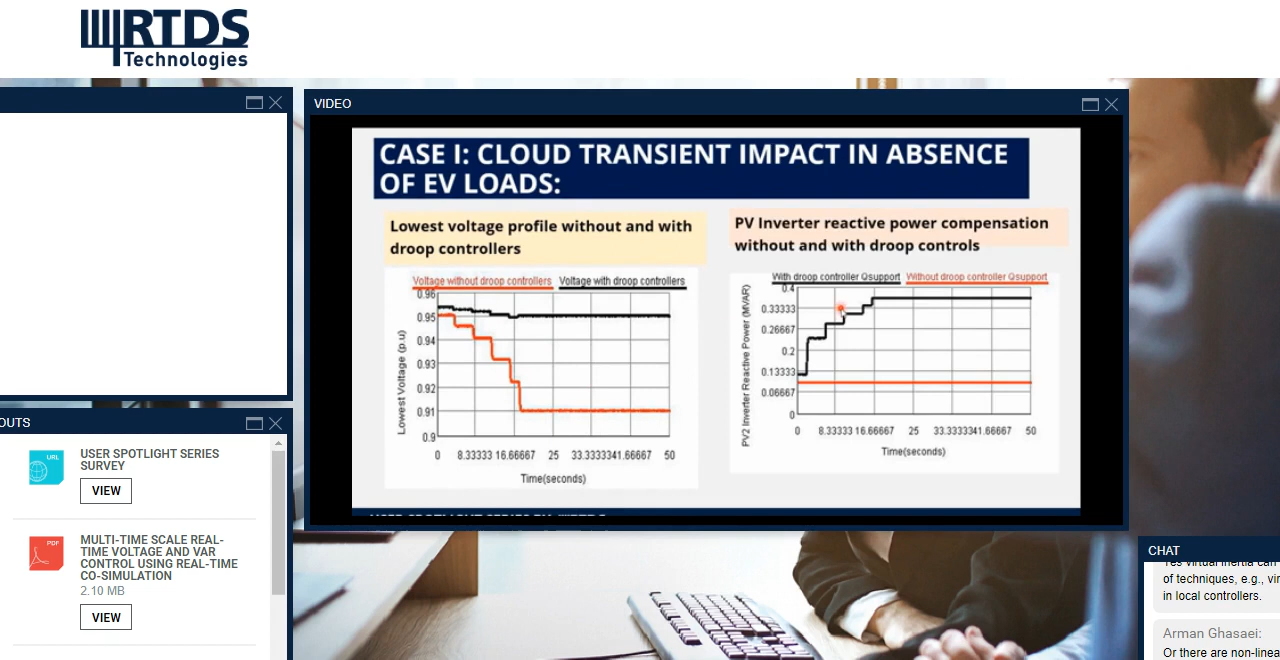 RTDS
Technologies
VIDEO
CASE I: CLOUD TRANSIENT IMPACT IN ABSENCE
OF EV LOADS:
Lowest voltage profile without and with
droop controllers
Voltage without droop controllers Voltage with droop controllers
0.96
0.95
0.94
0.93
0.92
0.91
0.9
Lowest Voltage (p.u)
0 8.33333 16.66667 25 33.33333 41.66667 50
Time(seconds)
PV Inverter reactive power compensation
without and with droop controls
With droop controller Qsupport Without droop controller Qsupport
0.4
0.33333
0.26667
0.2
0.13333
0.06667
0
PV2 Inverter Reactive Power (MVAR)
0 8.33333 16.66667 25 33.33333 41.66667 50
Time(seconds)
OUTS
URL
USER SPOTLIGHT SERIES
SURVEY
VIEW
PDF
MULTI-TIME SCALE REAL-
TIME VOLTAGE AND VAR
CONTROL USING REAL-TIME
CO-SIMULATION
2.10 MB
VIEW
CHAT
Yes virtual inertia can
of techniques, e.g., vir
in local controllers.
Arman Ghasaei:
Or there are non-linea